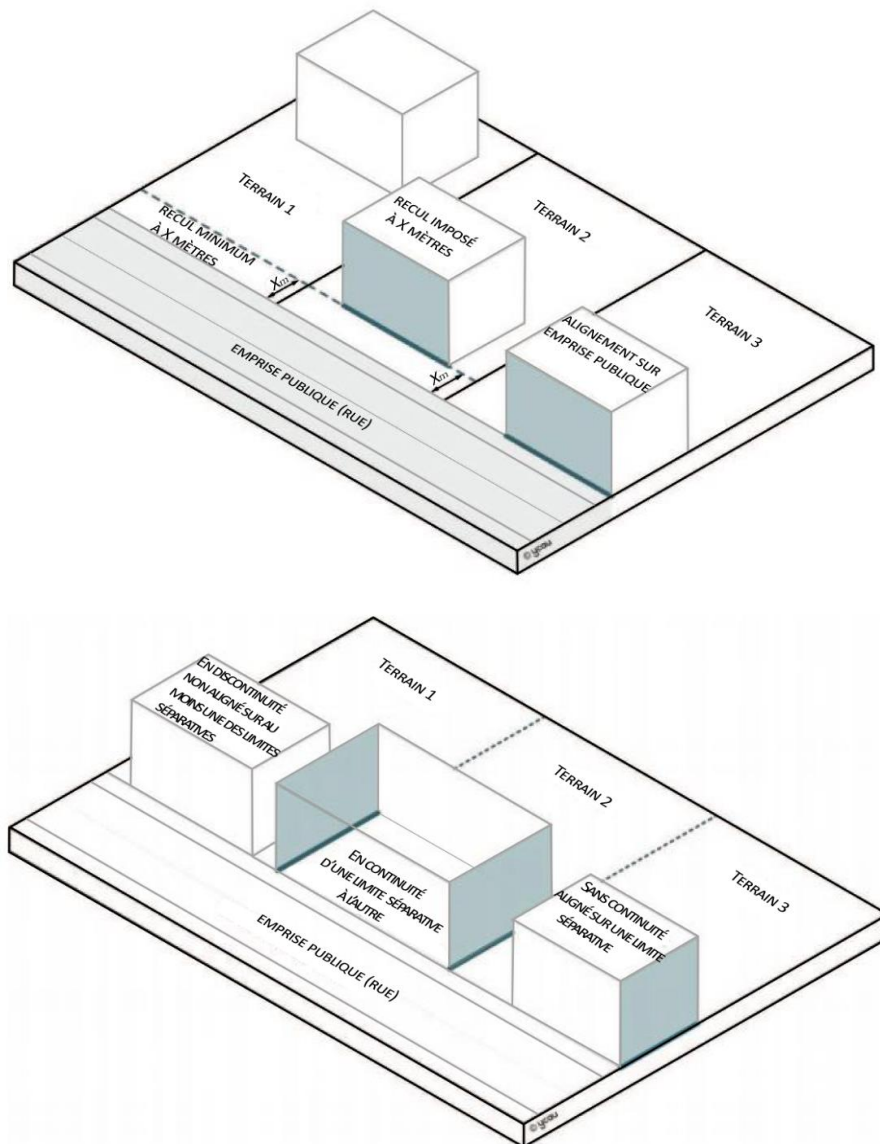 TERRAIN 1
RECUL MINIMUM
À X MÈTRES
Xm
RECUL IMPOSÉ
À X MÈTRES
TERRAIN 2
Xm
ALIGNEMENT SUR
EMPRISE PUBLIQUE
TERRAIN 3
EMPRISE PUBLIQUE (RUE)
EN DISCONTINUITÉ
NON ALIGNÉ SUR AU
MOINS UNE DES LIMITES
SÉPARATIVES
TERRAIN 1
TERRAIN 2
EN CONTINUITÉ
D'UNE LIMITE SÉPARATIVE
À L'AUTRE
SANS CONTINUITÉ
ALIGNÉ SUR UNE LIMITE
SÉPARATIVE
TERRAIN 3
EMPRISE PUBLIQUE (RUE)